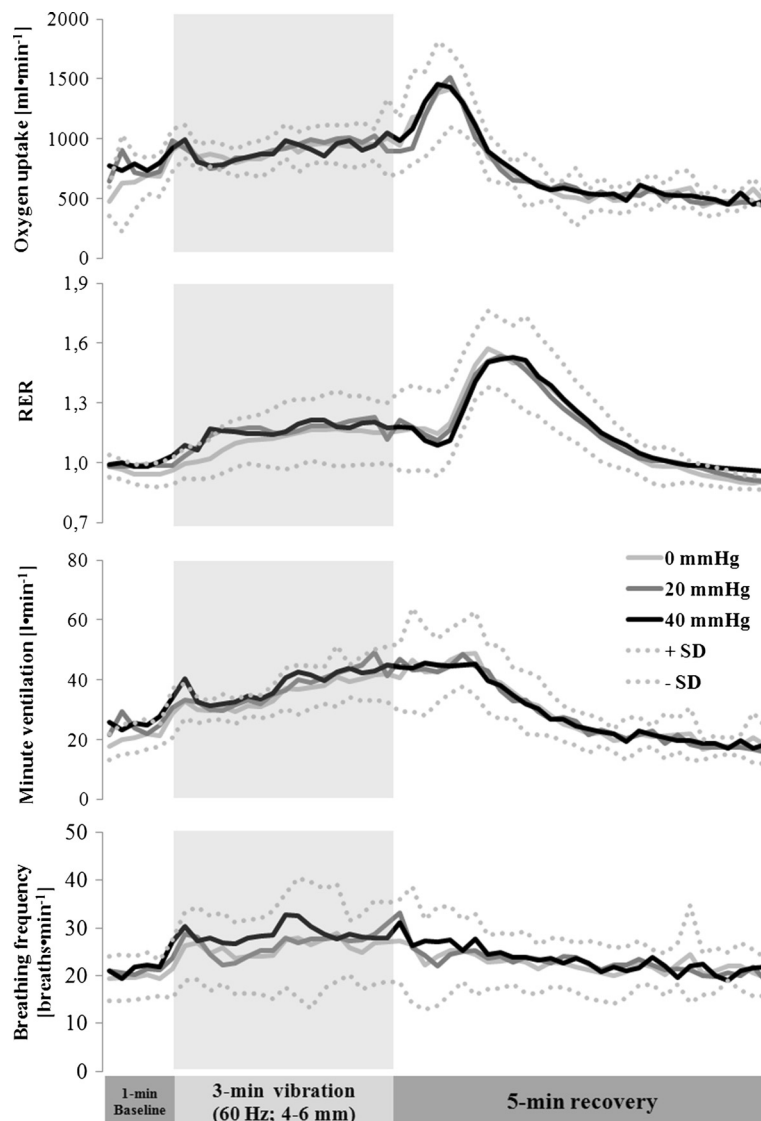 Oxygen uptake [ml•min-1]
2000
1500
1000
500
0
RER
1,9
1,6
1,3
1,0
0,7
Minute ventilation [l•min-1]
80
60
40
20
0
0 mmHg
20 mmHg
40 mmHg
+ SD
- SD
Breathing frequency
[breaths•min-1]
50
40
30
20
10
0
1-min
Baseline
3-min vibration
(60 Hz; 4-6 mm)
5-min recovery